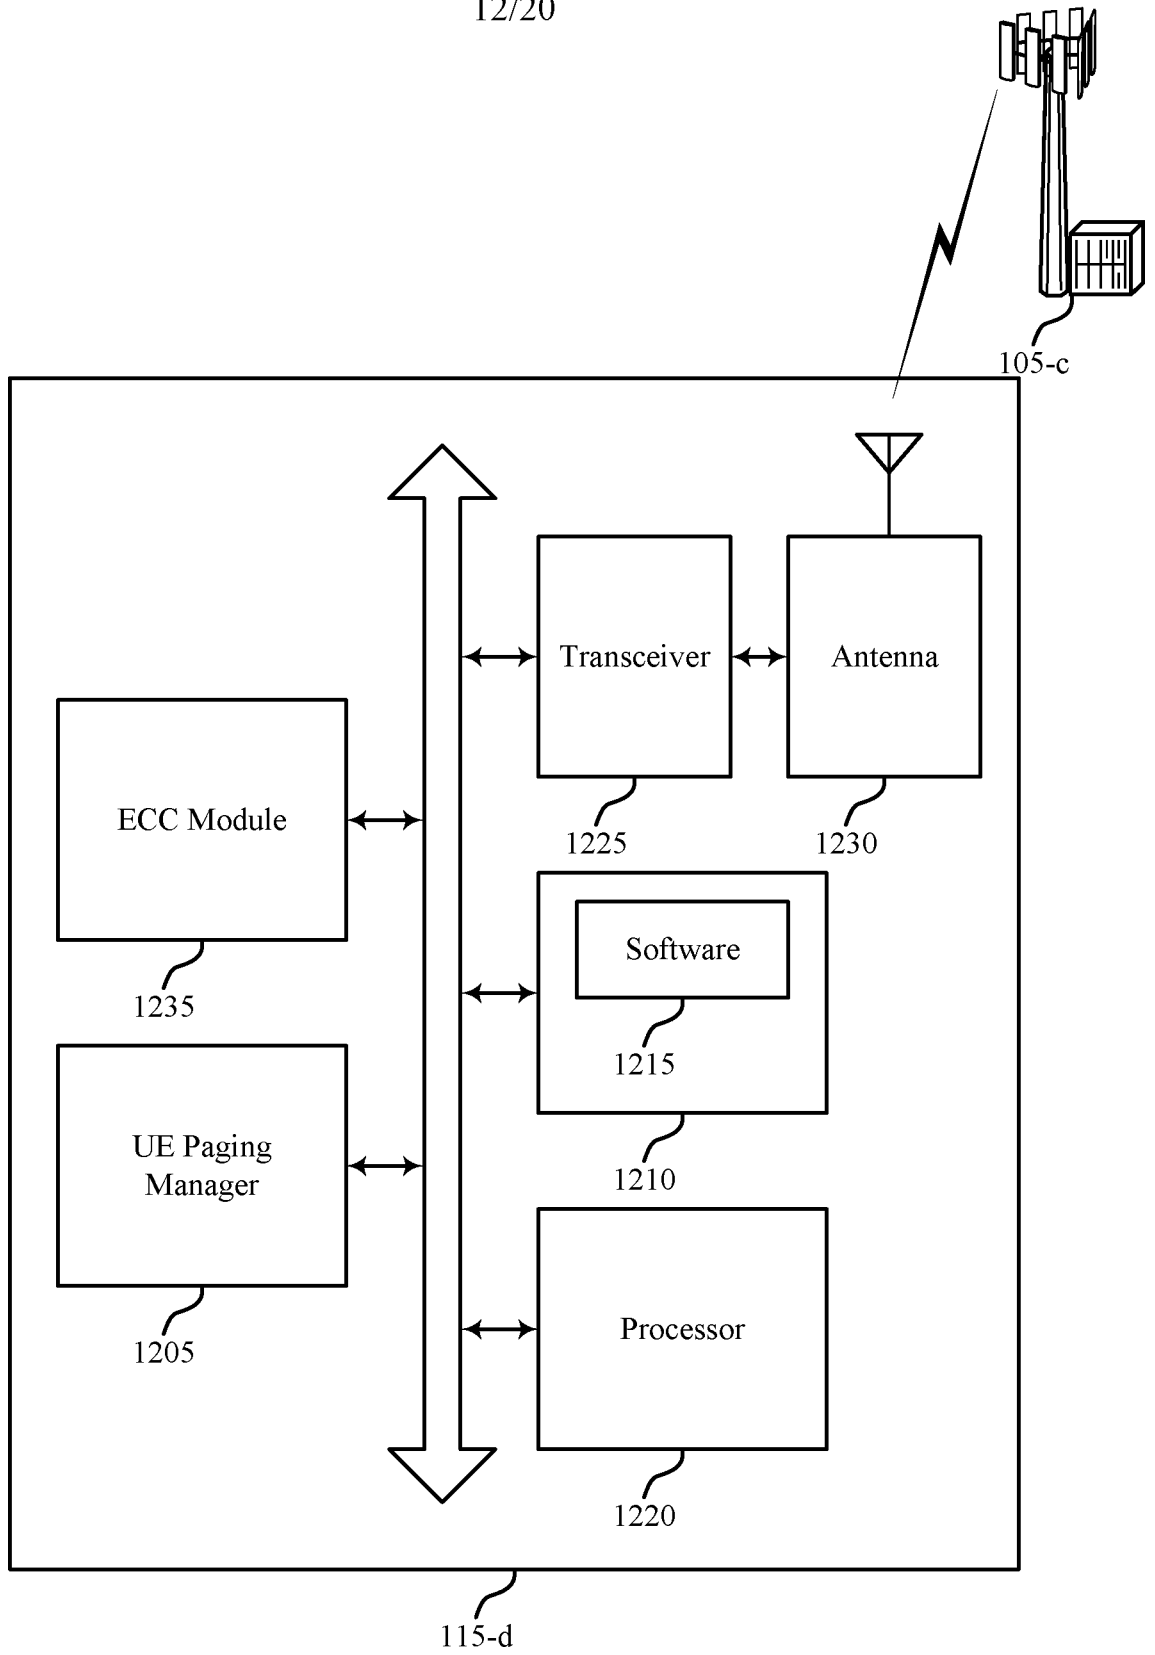 12/20
105-c
Transceiver
Antenna
1225
1230
ECC Module
1235
Software
1215
1210
UE Paging
Manager
1205
Processor
1220
115-d